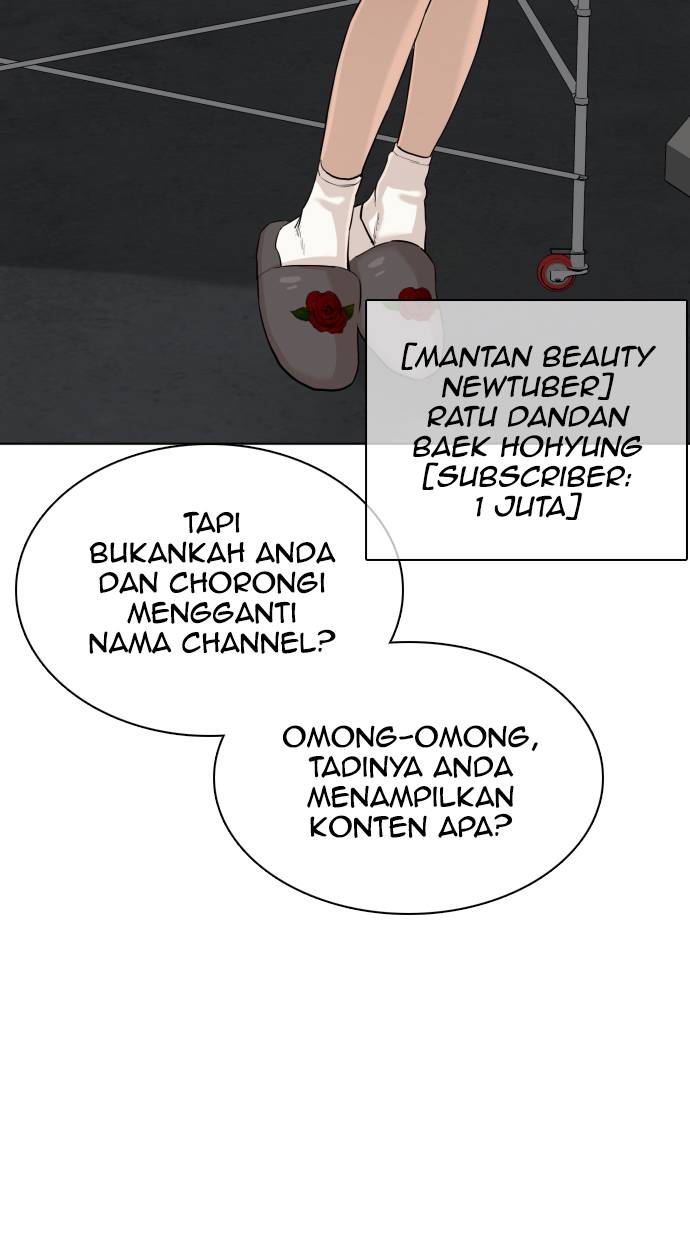 [MANTAN BEAUTY
NEWTUBER]
RATU DANDAN
BAEK HOHYUNG
[SUBSCRIBER:
1 JUTA]
TAPI
BUKANKAH ANDA
DAN CHORONGI
MENGGANTI
NAMA CHANNEL?
OMONG-OMONG,
TADINYA ANDA
MENAMPILKAN
KONTEN APA?